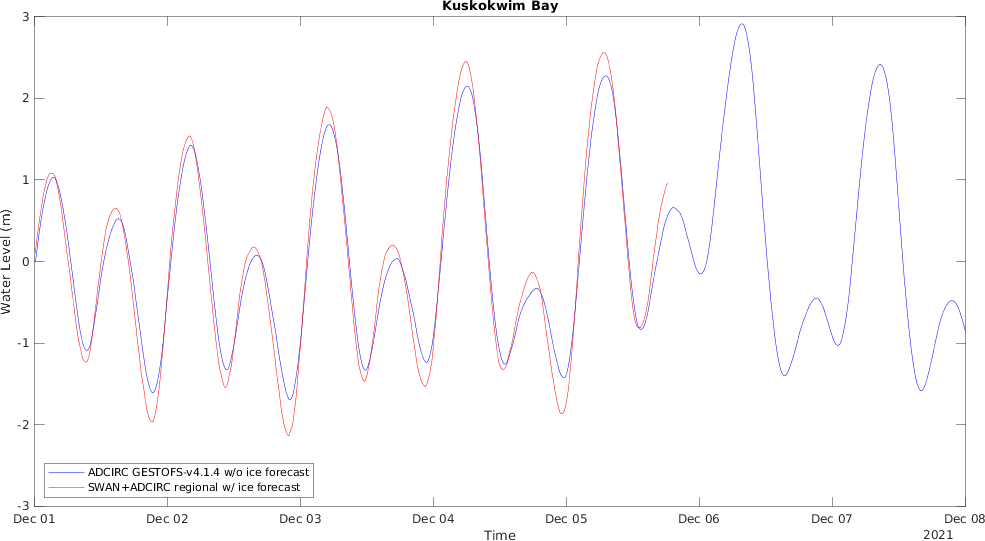 Kuskokwim Bay
3
2
1
0
-1
-2
-3
Water Level (m)
ADCIRC GESTOFS-v4.1.4 w/o ice forecast
SWAN+ADCIRC regional w/ ice forecast
Dec 01 Dec 02 Dec 03 Dec 04 Dec 05 Dec 06 Dec 07 Dec 08
Time
2021